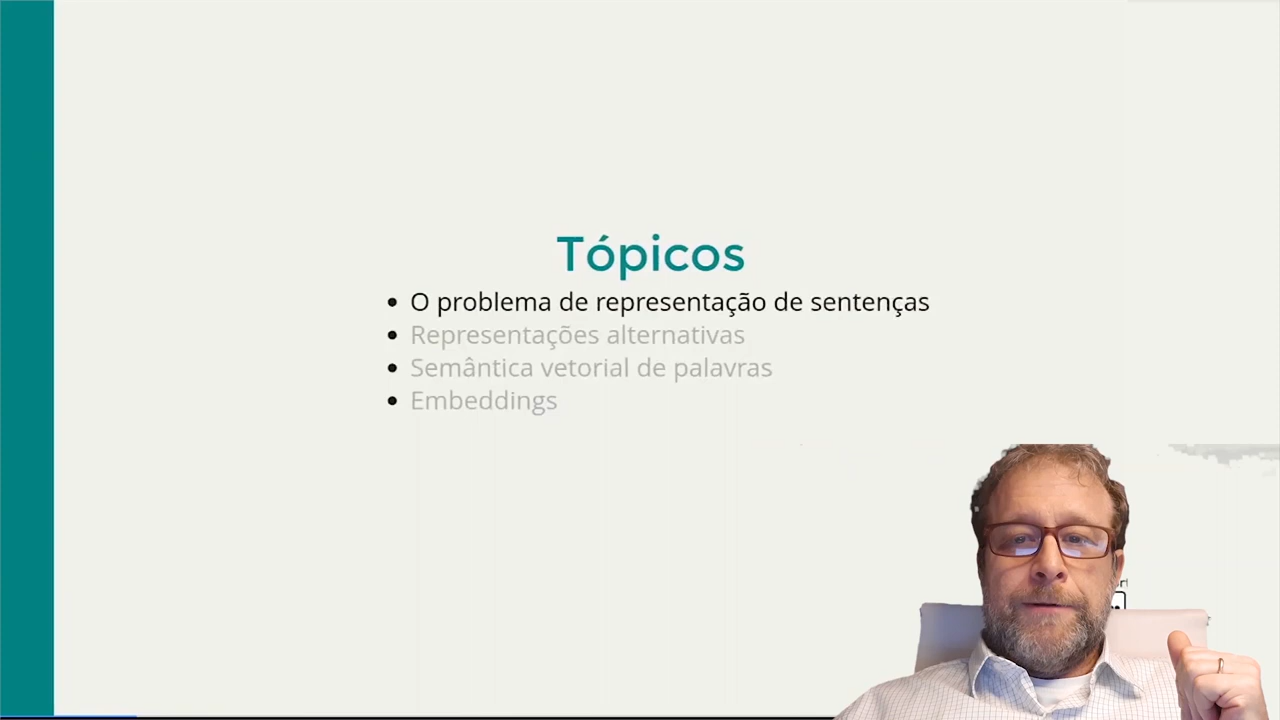 Tópicos
O problema de representação de sentenças
Representações alternativas
Semântica vetorial de palavras
Embeddings